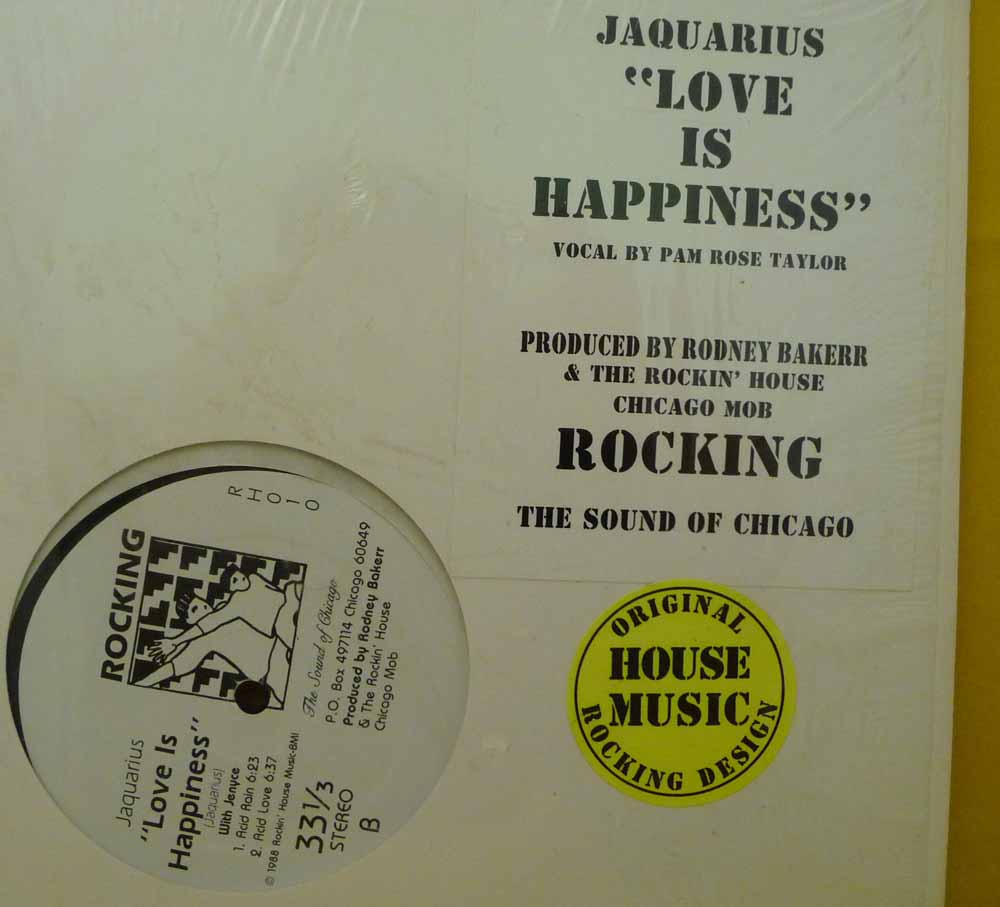 JAQUARIUS
“LOVE
IS
HAPPINESS”
VOCAL BY PAM ROSE TAYLOR
PRODUCED BY RODNEY BAKERR
& THE ROCKIN’ HOUSE
CHICAGO MOB
ROCKING
THE SOUND OF CHICAGO
ORIGINAL
HOUSE
MUSIC
ROCKING DESIGN
RH010
ROCKING
The Sound of Chicago
P.O. Box 497114 Chicago 60649
Produced by Rodney Bakerr
& The Rockin' House
Chicago Mob
Jaquarius
"Love Is
Happiness"
(Jaquarius)
With Jenyce
1. Acid Rain 6:23
2. Acid Love 6:37
© 1988 Rockin' House Music-BMI
33 1/3
STEREO
B